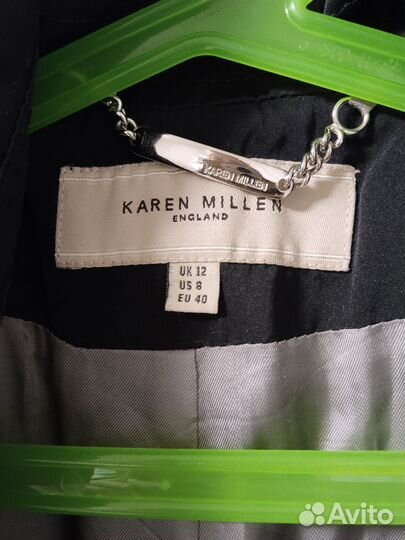 KAREN MILLEN
KAREN MILLEN
ENGLAND
UK 12
US 8
EU 40
Avito